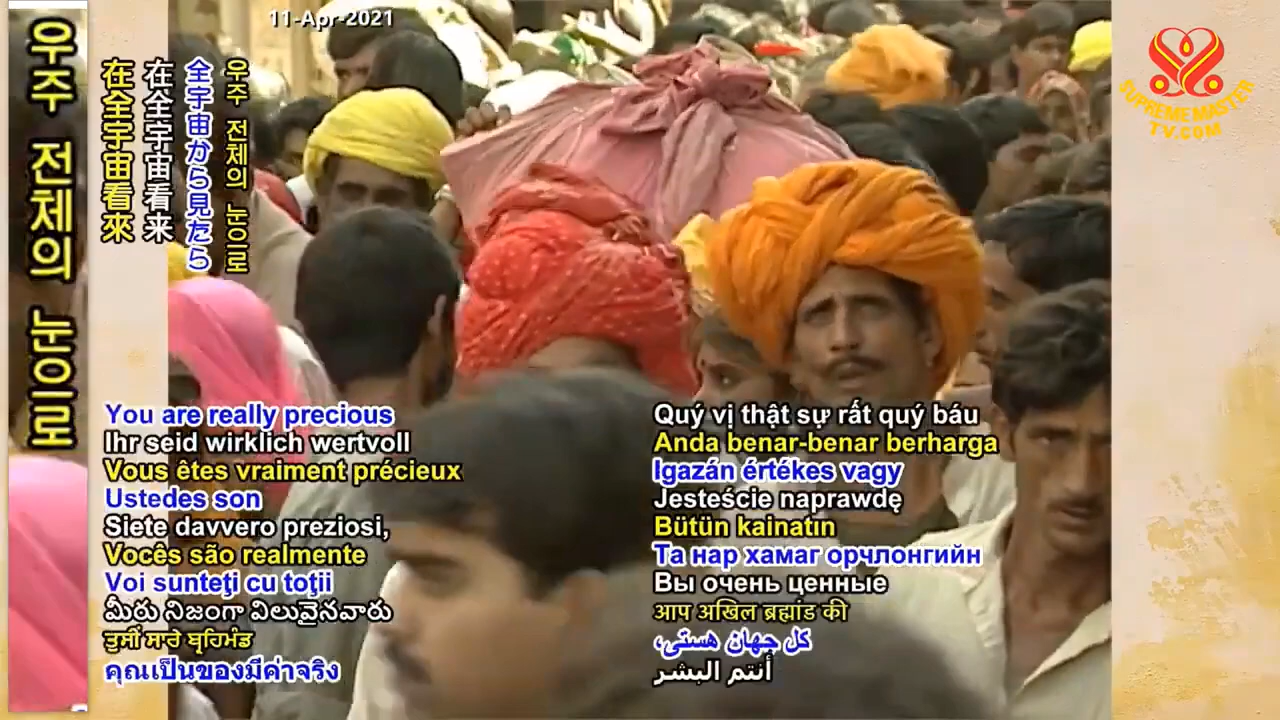 11-Apr-2021
SUPREME MASTER
TV.COM
우주 전체의 눈으로
在全宇宙看來
在全宇宙看来
全宇宙から見たら
우주 전체의 눈으로
You are really precious
Ihr seid wirklich wertvoll
Vous êtes vraiment précieux
Ustedes son
Siete davvero preziosi,
Vocês são realmente
Voi sunteţi cu toţii
మీరు నిజంగా విలువైనవారు
ਤੁਸੀਂ ਸਾਰੇ ਬ੍ਰਹਿਮੰਡ
คุณเป็นของมีค่าจริง
Quý vị thật sự rất quý báu
Anda benar-benar berharga
Igazán értékes vagy
Jesteście naprawdę
Bütün kainatın
Та нар хамаг орчлонгийн
Вы очень ценные
आप अखिल ब्रह्मांड की
کل جهان هستی،
أنتم البشر